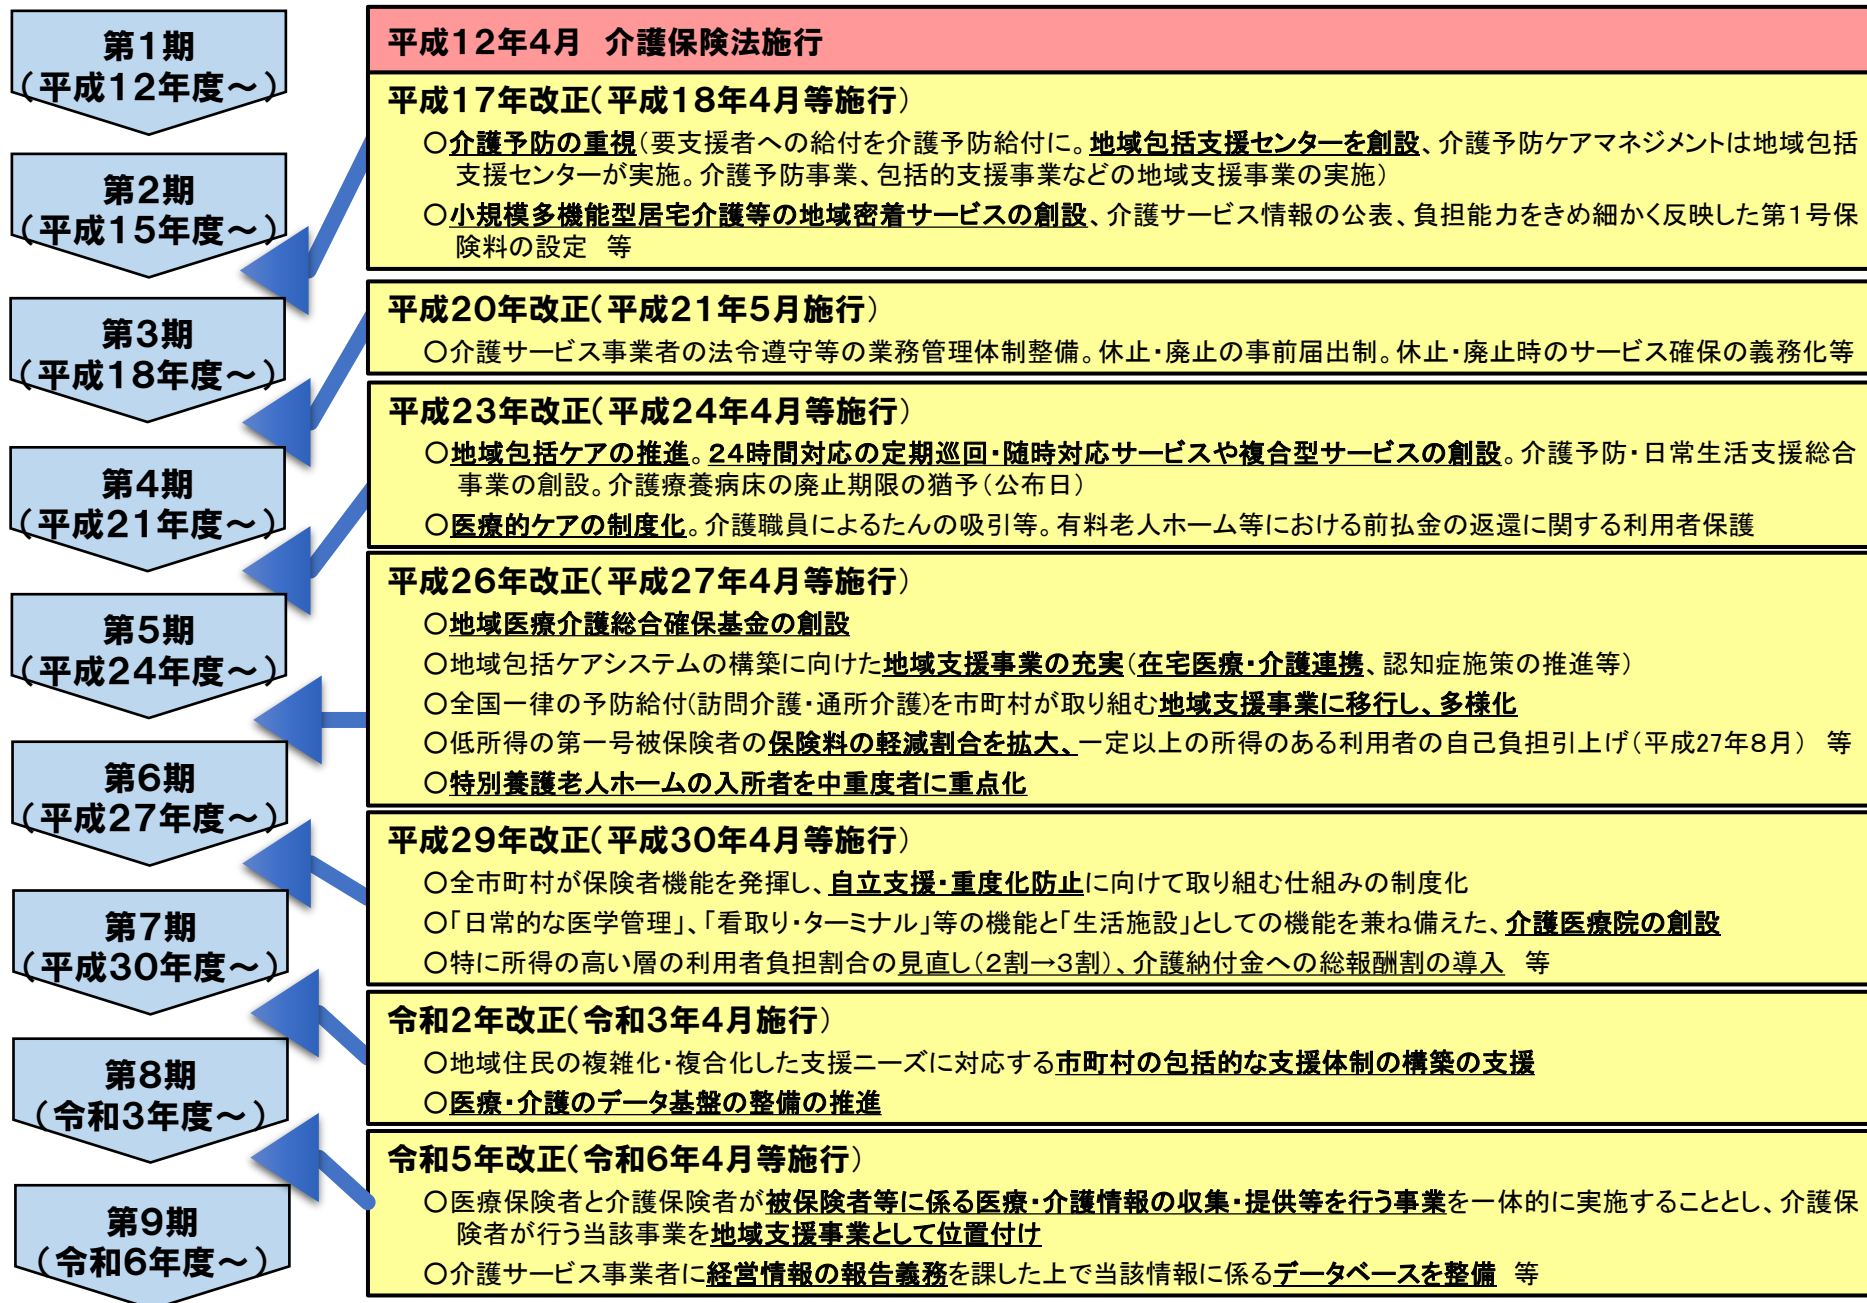 第1期
（平成12年度～）
第2期
（平成15年度～）
第3期
（平成18年度～）
第4期
（平成21年度～）
第5期
（平成24年度～）
第6期
（平成27年度～）
第7期
（平成30年度～）
第8期
（令和3年度～）
第9期
（令和6年度～）
平成12年4月　介護保険法施行
平成17年改正（平成18年4月等施行）
○介護予防の重視（要支援者への給付を介護予防給付に。地域包括支援センターを創設、介護予防ケアマネジメントは地域包括
支援センターが実施。介護予防事業、包括的支援事業などの地域支援事業の実施）
○小規模多機能型居宅介護等の地域密着サービスの創設、介護サービス情報の公表、負担能力をきめ細かく反映した第1号保
険料の設定　等
平成20年改正（平成21年5月施行）
○介護サービス事業者の法令遵守等の業務管理体制整備。休止・廃止の事前届出制。休止・廃止時のサービス確保の義務化等
平成23年改正（平成24年4月等施行）
○地域包括ケアの推進。24時間対応の定期巡回・随時対応サービスや複合型サービスの創設。介護予防・日常生活支援総合
事業の創設。介護療養病床の廃止期限の猶予（公布日）
○医療的ケアの制度化。介護職員によるたんの吸引等。有料老人ホーム等における前払金の返還に関する利用者保護
平成26年改正（平成27年4月等施行）
○地域医療介護総合確保基金の創設
○地域包括ケアシステムの構築に向けた地域支援事業の充実（在宅医療・介護連携、認知症施策の推進等）
○全国一律の予防給付(訪問介護・通所介護)を市町村が取り組む地域支援事業に移行し、多様化
○低所得の第一号被保険者の保険料の軽減割合を拡大、一定以上の所得のある利用者の自己負担引上げ（平成27年8月）　等
○特別養護老人ホームの入所者を中重度者に重点化
平成29年改正（平成30年4月等施行）
○全市町村が保険者機能を発揮し、自立支援・重度化防止に向けて取り組む仕組みの制度化
○「日常的な医学管理」、「看取り・ターミナル」等の機能と「生活施設」としての機能を兼ね備えた、介護医療院の創設
○特に所得の高い層の利用者負担割合の見直し（2割→3割）、介護納付金への総報酬割の導入　等
令和2年改正（令和3年4月施行）
○地域住民の複雑化・複合化した支援ニーズに対応する市町村の包括的な支援体制の構築の支援
○医療・介護のデータ基盤の整備の推進
令和5年改正（令和6年4月等施行）
○医療保険者と介護保険者が被保険者等に係る医療・介護情報の収集・提供等を行う事業を一体的に実施することとし、介護保
険者が行う当該事業を地域支援事業として位置付け
○介護サービス事業者に経営情報の報告義務を課した上で当該情報に係るデータベースを整備　等